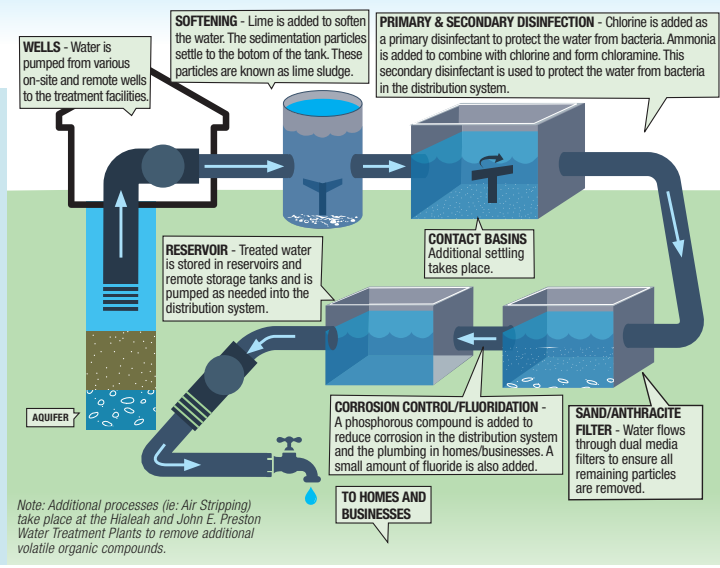 WELLS - Water is
pumped from various
on-site and remote wells
to the treatment facilities.
SOFTENING - Lime is added to soften
the water. The sedimentation particles
settle to the botom of the tank. These
particles are known as lime sludge.
PRIMARY & SECONDARY DISINFECTION - Chlorine is added as
a primary disinfectant to protect the water from bacteria. Ammonia
is added to combine with chlorine and form chloramine. This
secondary disinfectant is used to protect the water from bacteria
in the distribution system.
CONTACT BASINS
Additional settling
takes place.
RESERVOIR - Treated water
is stored in reservoirs and
remote storage tanks and is
pumped as needed into the
distribution system.
AQUIFER
CORROSION CONTROL/FLUORIDATION -
A phosphorous compound is added to
reduce corrosion in the distribution system
and the plumbing in homes/businesses. A
small amount of fluoride is also added.
SAND/ANTHRACITE
FILTER - Water flows
through dual media
filters to ensure all
remaining particles
are removed.
TO HOMES AND
BUSINESSES
Note: Additional processes (ie: Air Stripping)
take place at the Hialeah and John E. Preston
Water Treatment Plants to remove additional
volatile organic compounds.